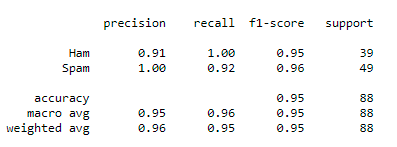 precision recall f1-score support
Ham 0.91 1.00 0.95 39
Spam 1.00 0.92 0.96 49
accuracy 0.95 88
macro avg 0.95 0.96 0.95 88
weighted avg 0.96 0.95 0.95 88